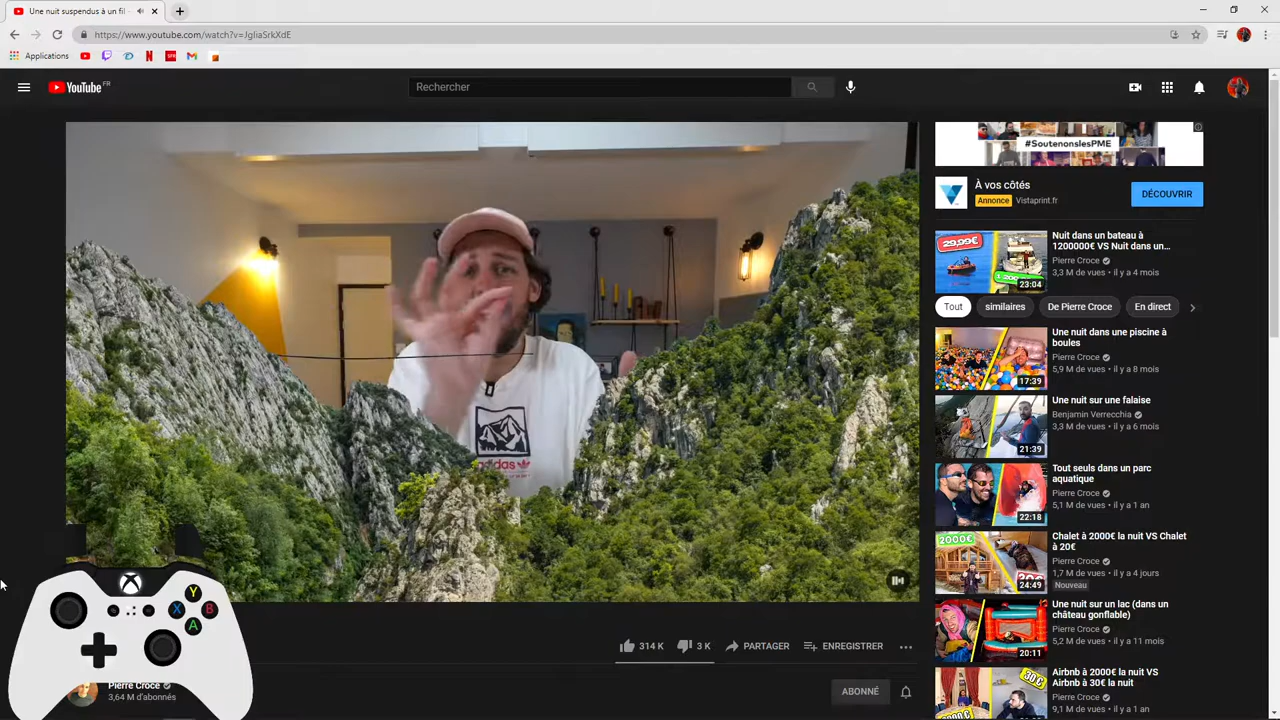 Une nuit suspendus à un fil -
https://www.youtube.com/watch?v=JgIiaSrkXdE
Applications
SFR
YouTube FR
Rechercher
adidas
#SoutenonslesPME
À vos côtés
Annonce Vistaprint.fr
DÉCOUVRIR
29,99€
23:04
Nuit dans un bateau à
1200000€ VS Nuit dans un...
Pierre Croce
3,3 M de vues • il y a 4 mois
Tout
similaires
De Pierre Croce
En direct
17:39
Une nuit dans une piscine à
boules
Pierre Croce
5,9 M de vues • il y a 8 mois
21:39
Une nuit sur une falaise
Benjamin Verrecchia
3,3 M de vues • il y a 6 mois
22:18
Tout seuls dans un parc
aquatique
Pierre Croce
5,1 M de vues • il y a 1 an
2000€
24:49
Chalet à 2000€ la nuit VS Chalet
à 20€
Pierre Croce
1,7 M de vues • il y a 4 jours
Nouveau
20:11
Une nuit sur un lac (dans un
château gonflable)
Pierre Croce
5,2 M de vues • il y a 11 mois
30€
Airbnb à 2000€ la nuit VS
Airbnb à 30€ la nuit
Pierre Croce
9,1 M de vues • il y a 1 an
314 K
3 K
PARTAGER
ENREGISTRER
Y
X
B
A
Pierre Croce
3,64 M d'abonnés
ABONNÉ